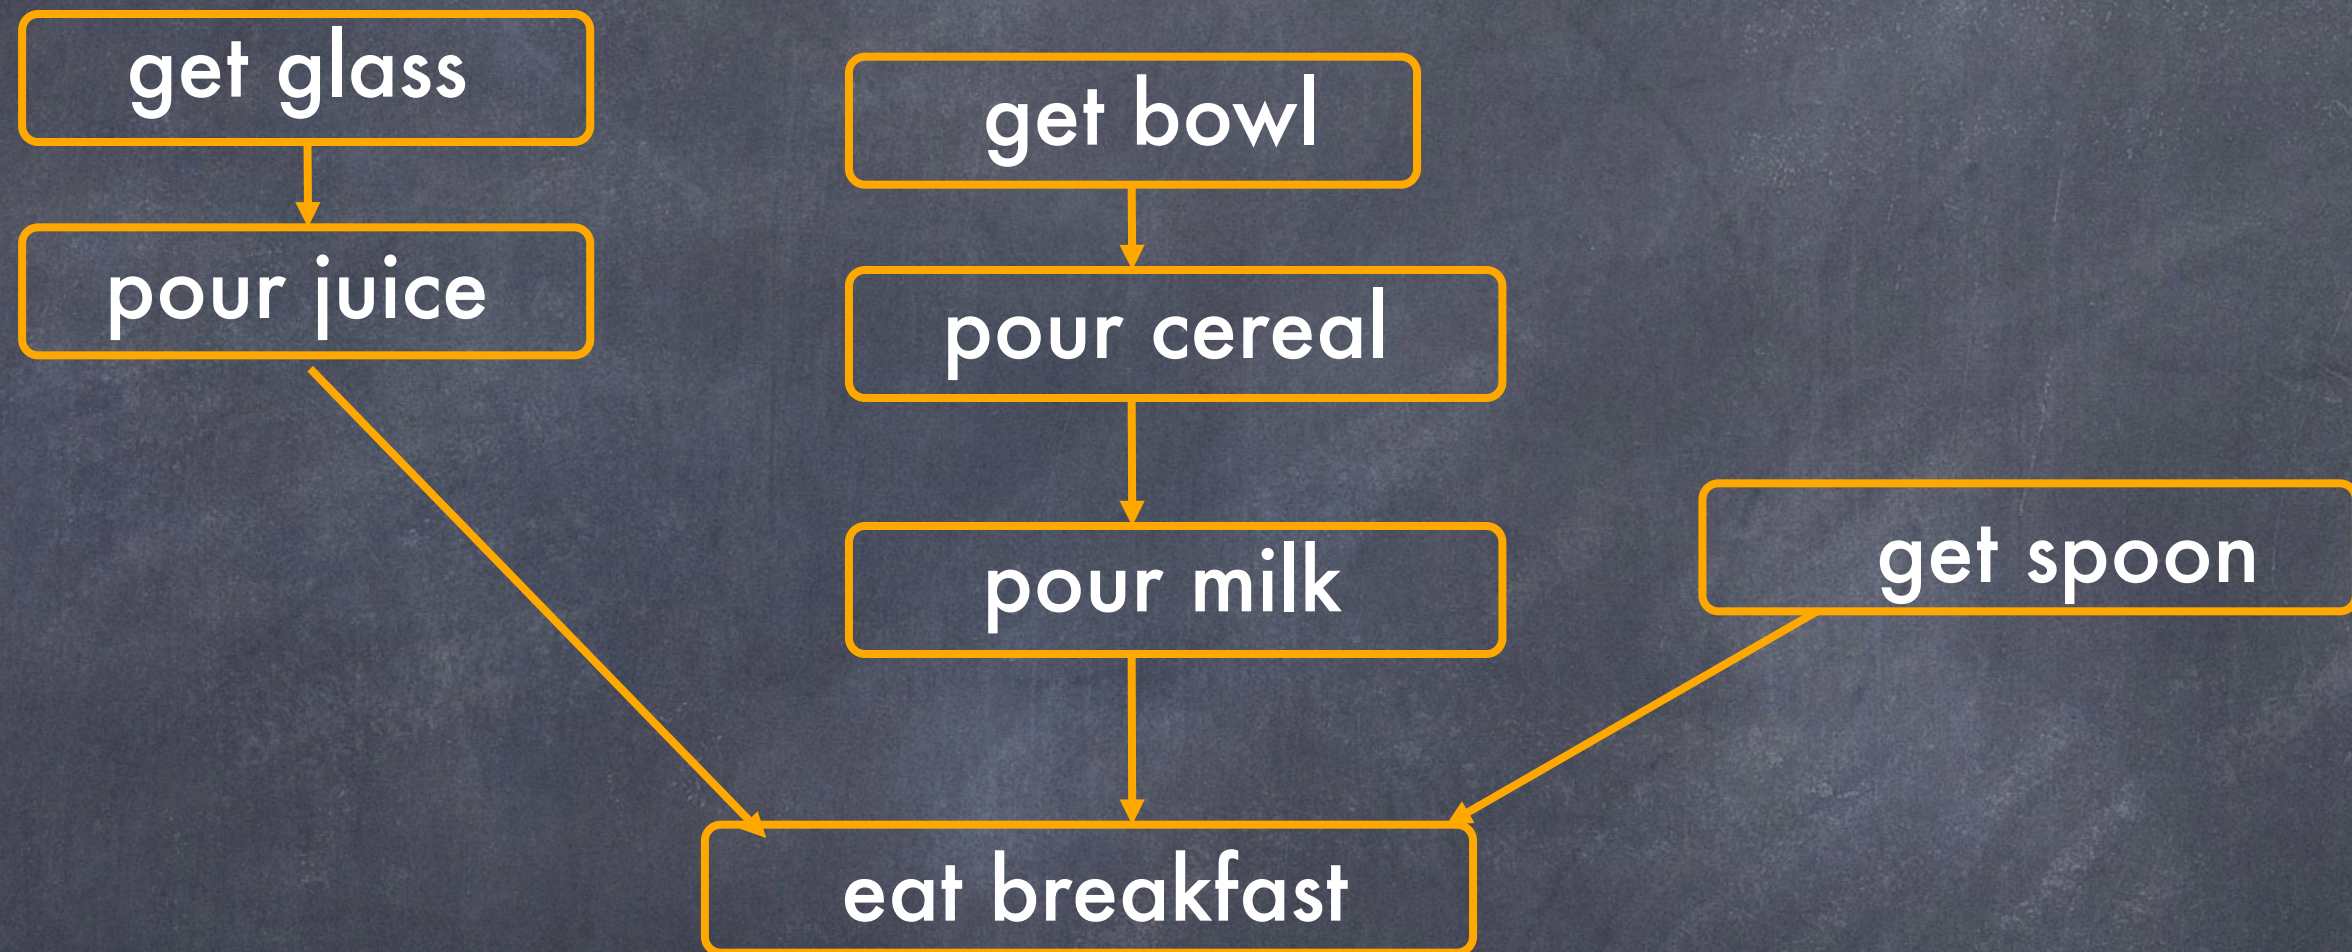 get glass
get bowl
pour juice
pour cereal
pour milk
get spoon
eat breakfast